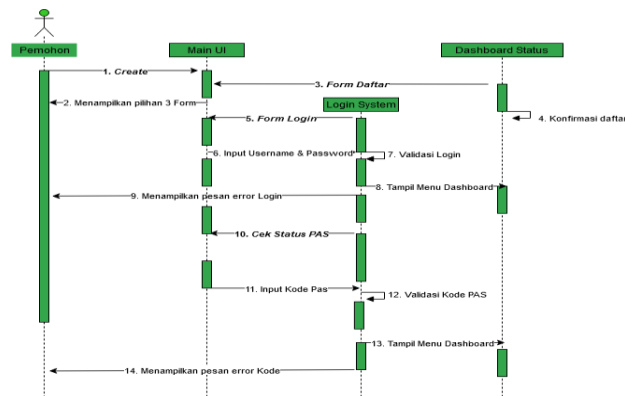 Pemohon
Main UI
Dashboard Status
1. Create
3. Form Daftar
2. Menampilkan pilihan 3 Form
Login System
5. Form Login
4. Konfirmasi daftar
6. Input Username & Password
7. Validasi Login
8. Tampil Menu Dashboard
9. Menampilkan pesan error Login
10. Cek Status PAS
11. Input Kode Pas
12. Validasi Kode PAS
13. Tampil Menu Dashboard
14. Menampilkan pesan error Kode